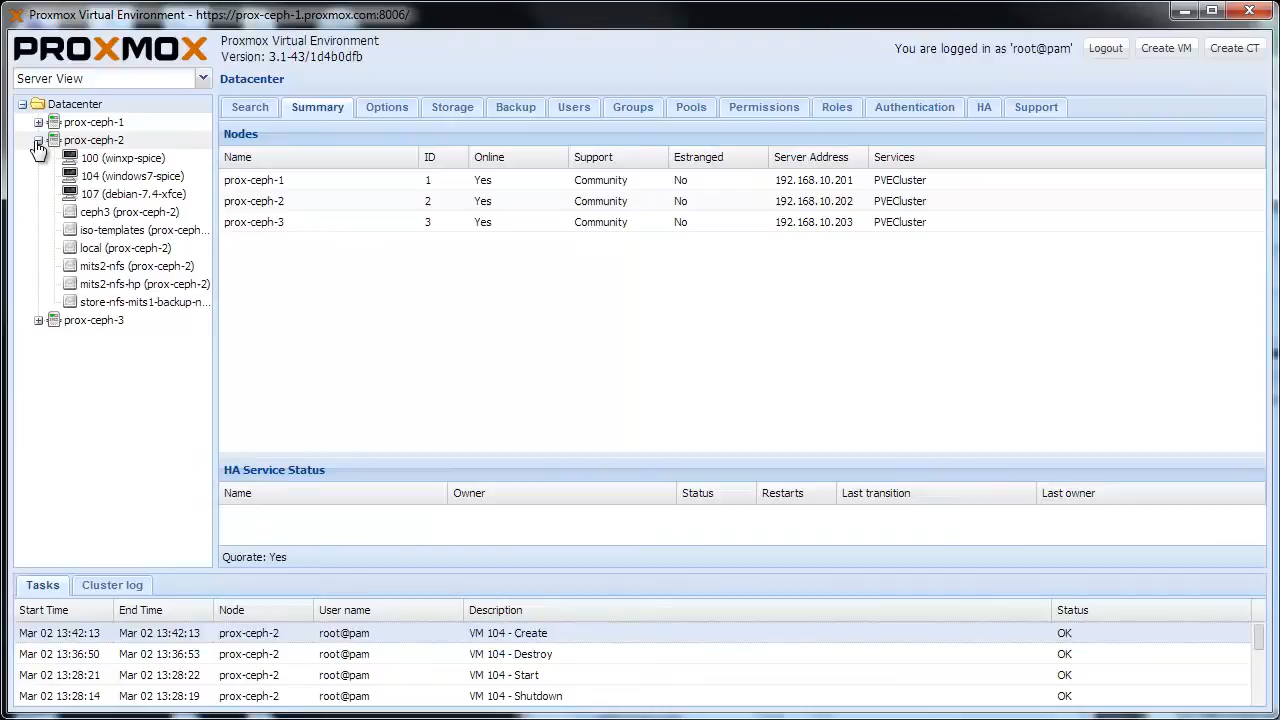 Proxmox Virtual Environment - https://prox-ceph-1.proxmox.com:8006/
PROXMOX
Proxmox Virtual Environment
Version: 3.1-43/1d4b0dfb
You are logged in as 'root@pam' Logout Create VM Create CT
Server View
Datacenter
Datacenter
prox-ceph-1
prox-ceph-2
100 (winxp-spice)
104 (windows7-spice)
107 (debian-7.4-xfce)
ceph3 (prox-ceph-2)
iso-templates (prox-ceph...
local (prox-ceph-2)
mits2-nfs (prox-ceph-2)
mits2-nfs-hp (prox-ceph-2)
store-nfs-mits1-backup-n...
prox-ceph-3
Search Summary Options Storage Backup Users Groups Pools Permissions Roles Authentication HA Support
Nodes
Name ID Online Support Estranged Server Address Services
prox-ceph-1 1 Yes Community No 192.168.10.201 PVECluster
prox-ceph-2 2 Yes Community No 192.168.10.202 PVECluster
prox-ceph-3 3 Yes Community No 192.168.10.203 PVECluster
HA Service Status
Name Owner Status Restarts Last transition Last owner
Quorate: Yes
Tasks Cluster log
Start Time End Time Node User name Description Status
Mar 02 13:42:13 Mar 02 13:42:13 prox-ceph-2 root@pam VM 104 - Create OK
Mar 02 13:36:50 Mar 02 13:36:53 prox-ceph-2 root@pam VM 104 - Destroy OK
Mar 02 13:28:21 Mar 02 13:28:22 prox-ceph-2 root@pam VM 104 - Start OK
Mar 02 13:28:14 Mar 02 13:28:19 prox-ceph-2 root@pam VM 104 - Shutdown OK